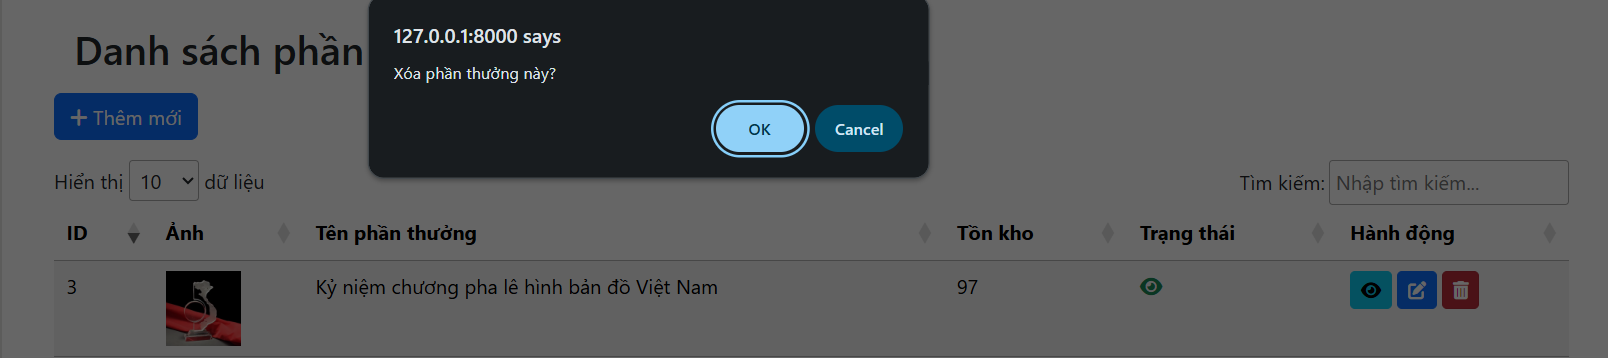 127.0.0.1:8000 says
Xóa phần thưởng này?
OK Cancel
Danh sách phần
Thêm mới
Hiển thị 10 dữ liệu Tìm kiếm: Nhập tìm kiếm...
ID Ảnh Tên phần thưởng Tồn kho Trạng thái Hành động
3 Kỷ niệm chương pha lê hình bản đồ Việt Nam 97